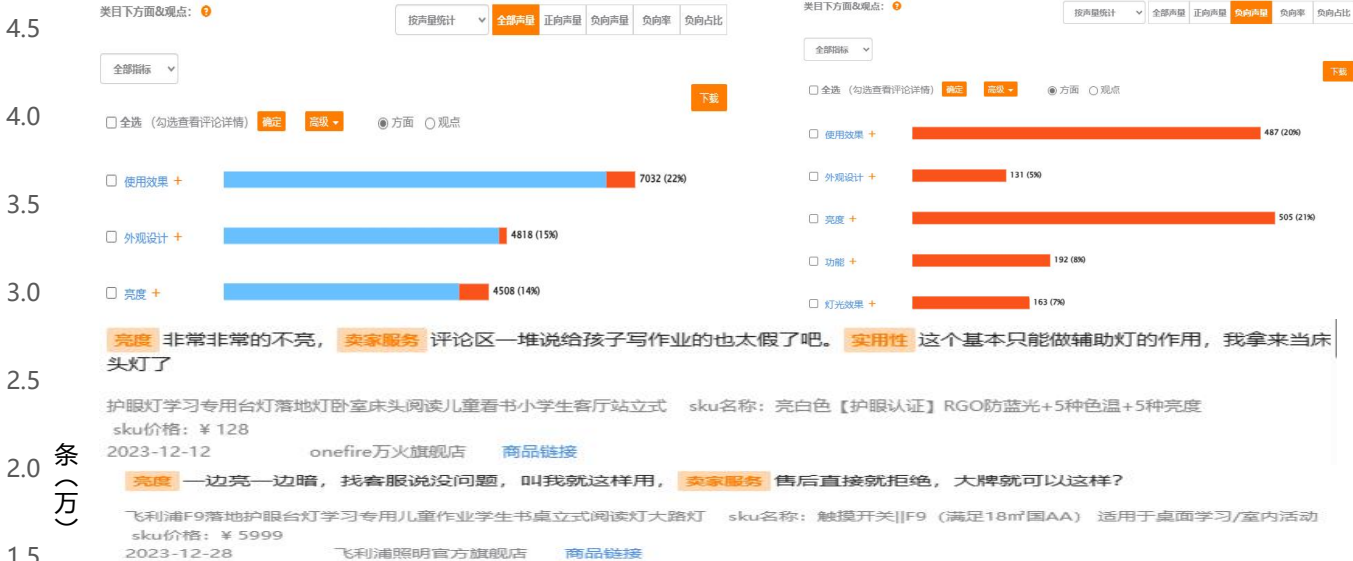 4.5
4.0
3.5
3.0
2.5
2.0
1.5
条（万）
类目下方面&观点： ?
按声量统计 全部声量 正向声量 负向声量 负向率 负向占比
全部指标
下载
全选 （勾选查看评论详情） 确定 高级 方面 观点
使用效果 + 7032 (22%)
外观设计 + 4818 (15%)
亮度 + 4508 (14%)
类目下方面&观点： ?
按声量统计 全部声量 正向声量 负向声量 负向率 负向占比
全部指标
下载
全选 （勾选查看评论详情） 确定 高级 方面 观点
使用效果 + 487 (20%)
外观设计 + 131 (5%)
亮度 + 505 (21%)
功能 + 192 (8%)
灯光效果 + 163 (7%)
亮度 非常非常的不亮， 卖家服务 评论区一堆说给孩子写作业的也太假了吧。 实用性 这个基本只能做辅助灯的作用，我拿来当床
头灯了
护眼灯学习专用台灯落地灯卧室床头阅读儿童看书小学生客厅站立式 sku名称：亮白色【护眼认证】RGO防蓝光+5种色温+5种亮度
sku价格：¥ 128
2023-12-12 onefire万火旗舰店 商品链接
亮度 一边亮一边暗，找客服说没问题，叫我就这样用， 卖家服务 售后直接就拒绝，大牌就可以这样？
飞利浦F9落地护眼台灯学习专用儿童作业学生书桌立式阅读灯大路灯 sku名称：触摸开关||F9（满足18㎡国AA） 适用于桌面学习/室内活动
sku价格：¥ 5999
2023-12-28 飞利浦照明官方旗舰店 商品链接